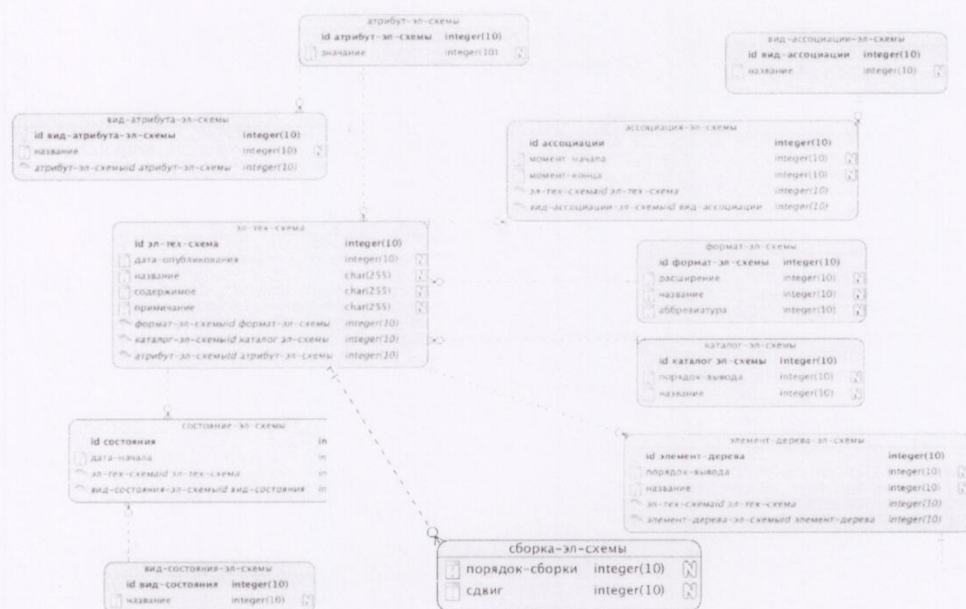 атрибут-эл-схемы
id атрибут-эл-схемы integer(10)
значание integer(10) N
вид-ассоциации-эл-схемы
id вид-ассоциации integer(10)
название integer(10) N
вид-атрибута-эл-схемы
id вид-атрибута-эл-схемы integer(10)
название integer(10) N
атрибут-эл-схемыid атрибут-эл-схемы integer(10)
ассоциация-эл-схемы
id ассоциации integer(10)
момент-начала integer(10) N
момент-конца integer(10) N
эл-тех-схемаid эл-тех-схема integer(10)
вид-ассоциации-эл-схемыid вид-ассоциации integer(10)
эл-тех-схема
id эл-тех-схема integer(10)
дата-опубликования integer(10) N
название char(255) N
содержимое char(255) N
примичание char(255) N
формат-эл-схемыid формат-эл-схемы integer(10)
каталог-эл-схемыid каталог эл-схемы integer(10)
атрибут-эл-схемыid атрибут-эл-схемы integer(10)
формат-эл-схемы
id формат-эл-схемы integer(10)
расширение integer(10) N
название integer(10) N
аббревиатура integer(10) N
каталог-эл-схемы
id каталог эл-схемы integer(10)
порядок-вывода integer(10) N
название integer(10) N
состояние-эл-схемы
id состояния in
дата-начала in
эл-тех-схемаid эл-тех-схема in
вид-состояния-эл-схемыid вид-состояния in
элемент-дерева-эл-схемы
id элемент-дерева integer(10)
порядок-вывода integer(10) N
название integer(10) N
эл-тех-схемаid эл-тех-схема integer(10)
элемент-дерева-эл-схемыid элемент-дерева integer(10)
сборка-эл-схемы
порядок-сборки integer(10) N
сдвиг integer(10) N
вид-состояния-эл-схемы
id вид-состояния integer(10)
название integer(10) N